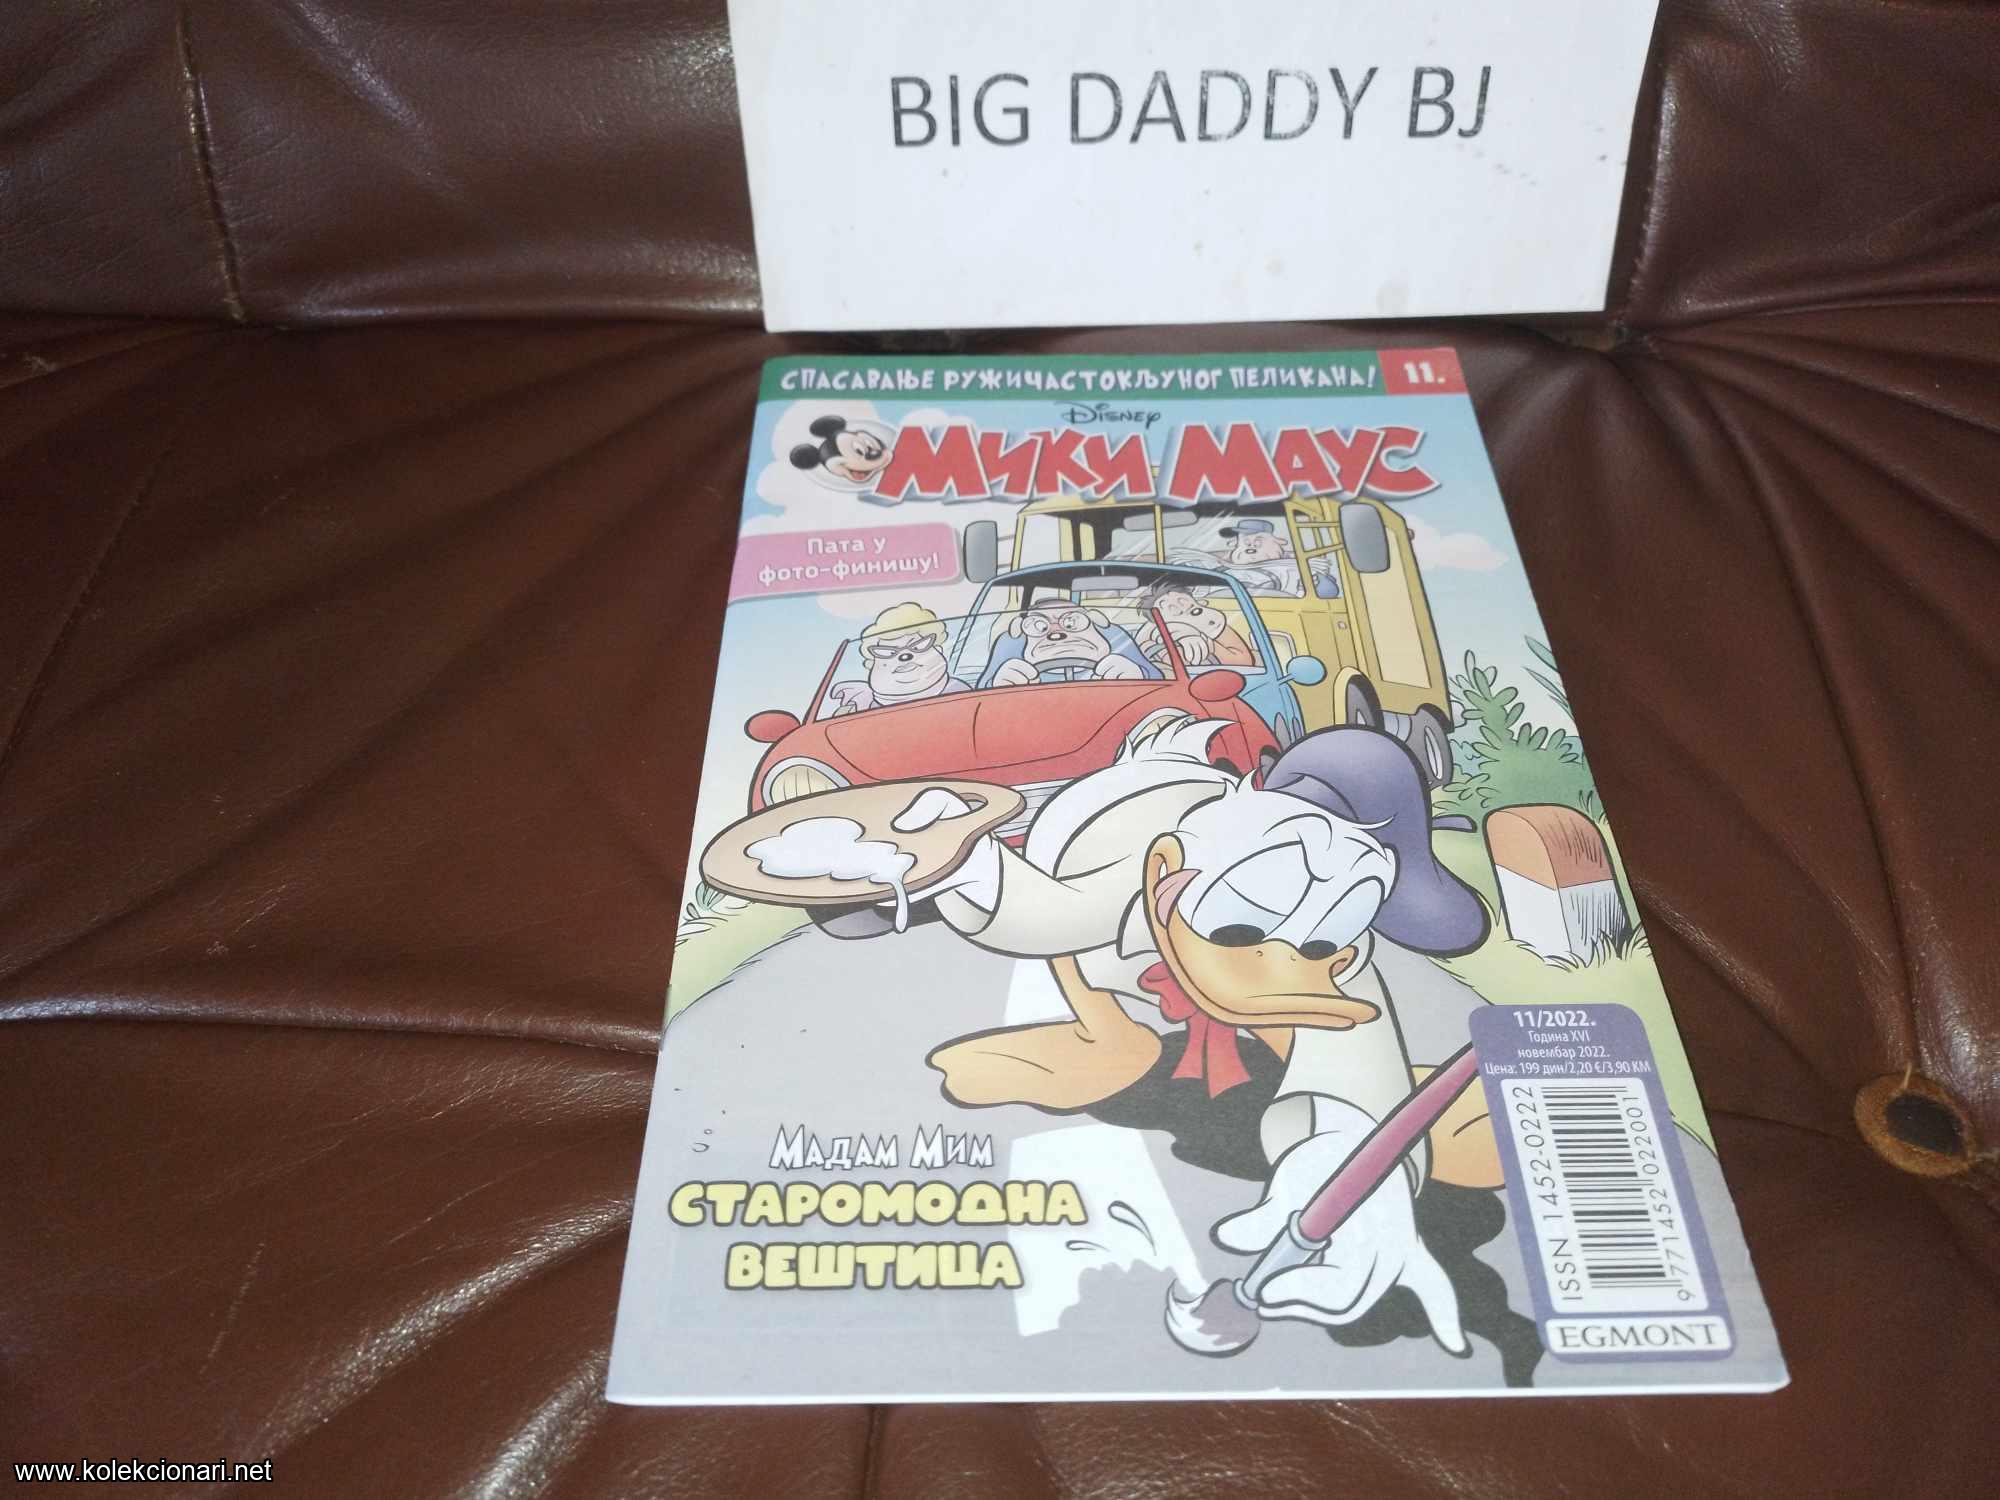 BIG DADDY BJ
СПАСАВАЊЕ РУЖИЧАСТОКЉУНОГ ПЕЛИКАНА!
11.
Disney
Мики Маус
Пата у
фото-финишу!
11/2022.
Година XVI
новембар 2022.
Цена: 199 дин/2,20 €/3,90 KM
ISSN 1452-0222
9 771452 022001
EGMONT
Мадам Мим
СТАРОМОДНА
ВЕШТИЦА
www.kolekcionari.net